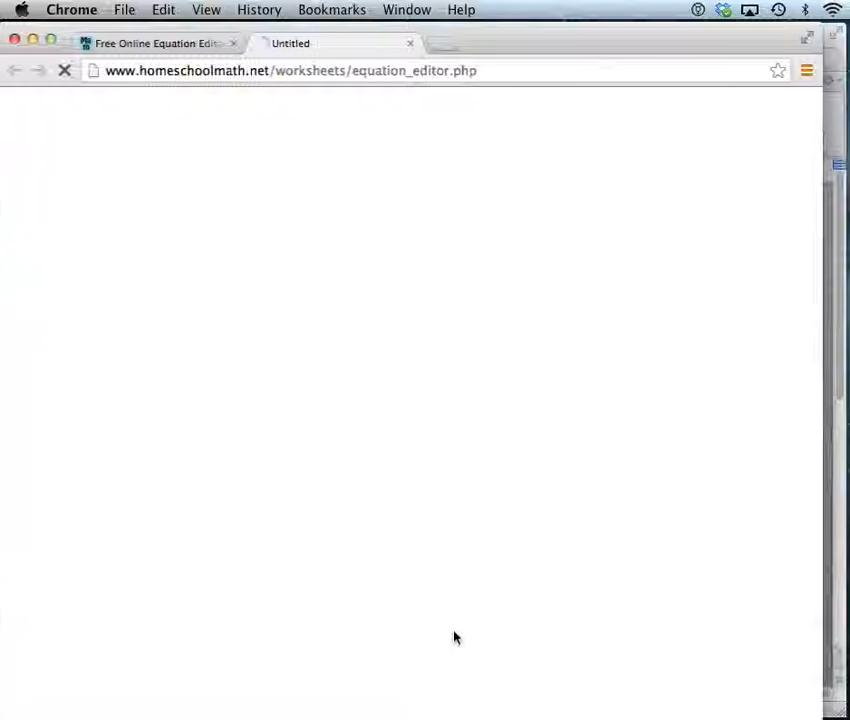 Chrome File Edit View History Bookmarks Window Help
Free Online Equation Edit
Untitled
www.homeschoolmath.net/worksheets/equation_editor.php